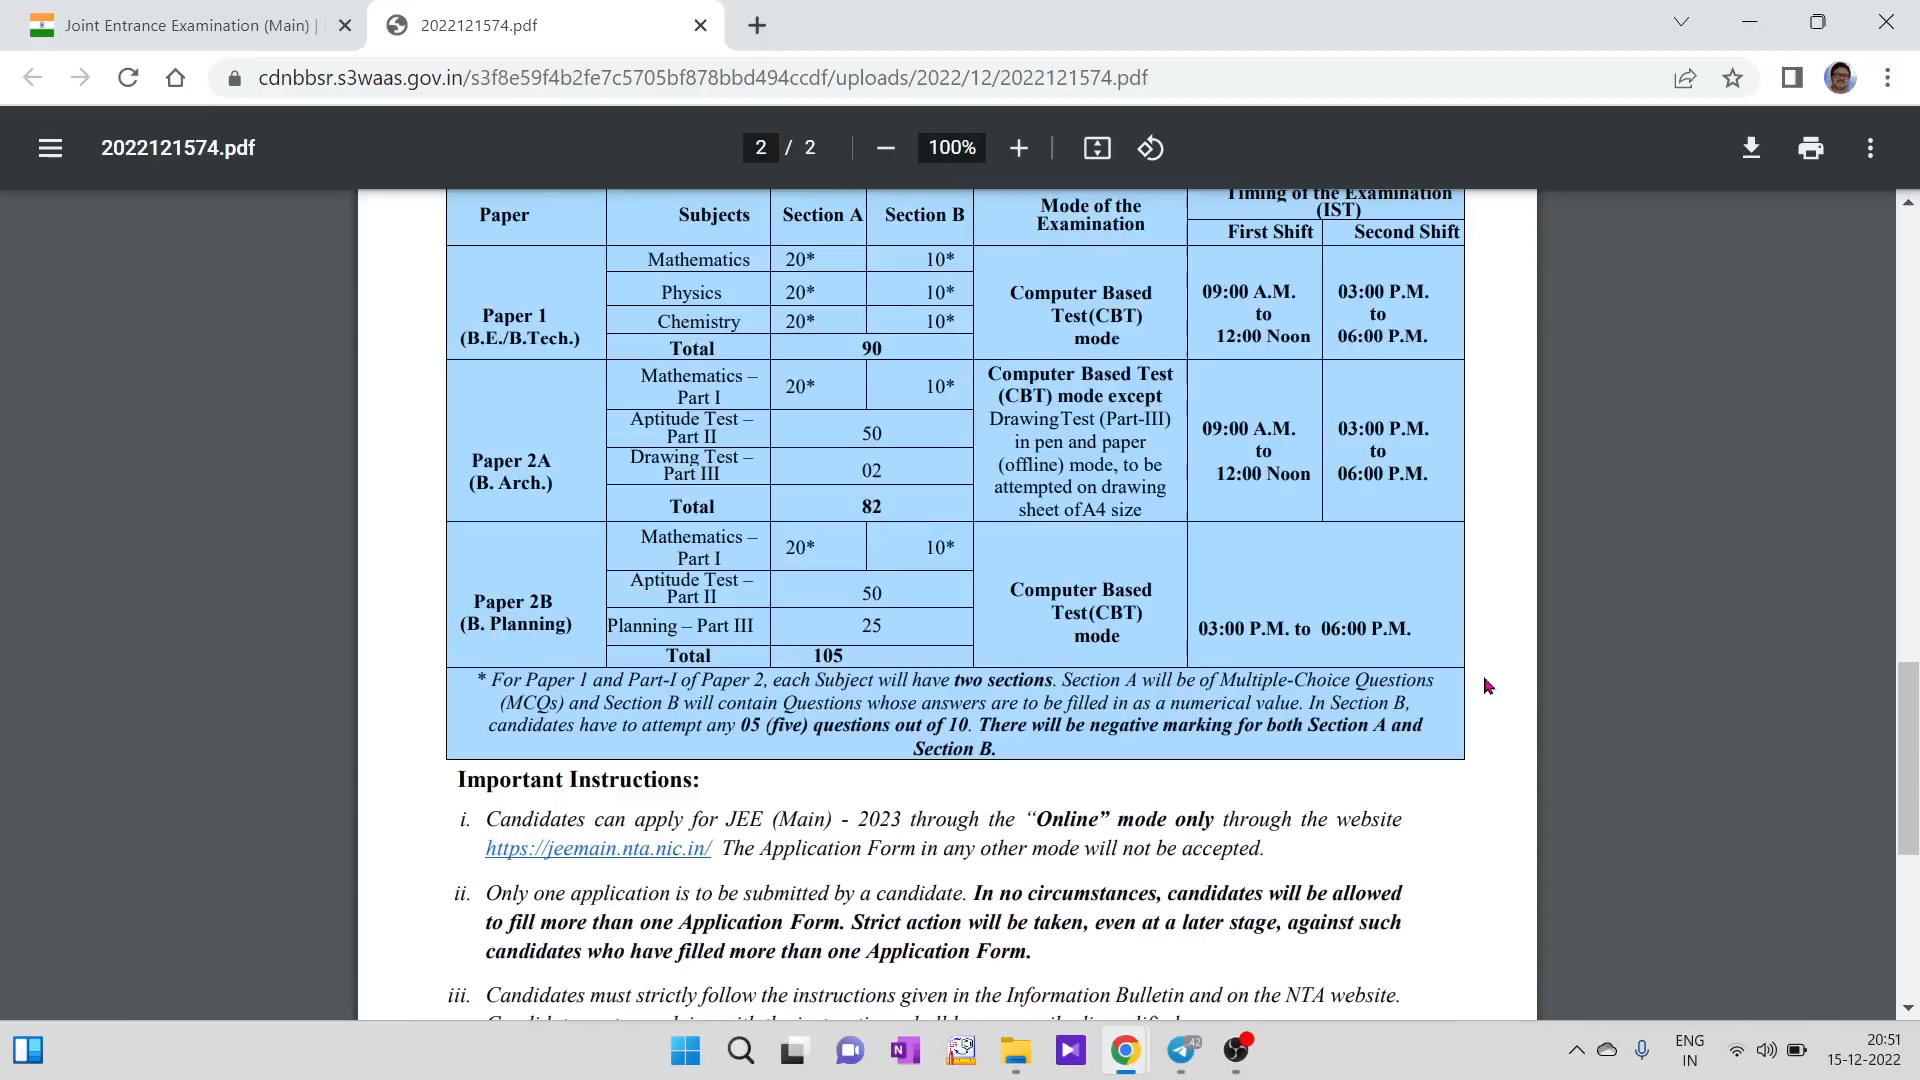 Joint Entrance Examination (Main) |
2022121574.pdf
cdnbbsr.s3waas.gov.in/s3f8e59f4b2fe7c5705bf878bbd494ccdf/uploads/2022/12/2022121574.pdf
2022121574.pdf
2 / 2
100%
Timing of the Examination
(IST)
Paper
Subjects
Section A
Section B
Mode of the
Examination
First Shift
Second Shift
Paper 1
(B.E./B.Tech.)
Mathematics 20* 10*
Physics 20* 10*
Chemistry 20* 10*
Total 90
Computer Based
Test(CBT)
mode
09:00 A.M.
to
12:00 Noon
03:00 P.M.
to
06:00 P.M.
Paper 2A
(B. Arch.)
Mathematics –
Part I
20* 10*
Aptitude Test –
Part II
50
Drawing Test –
Part III
02
Total 82
Computer Based Test
(CBT) mode except
DrawingTest (Part-III)
in pen and paper
(offline) mode, to be
attempted on drawing
sheet ofA4 size
09:00 A.M.
to
12:00 Noon
03:00 P.M.
to
06:00 P.M.
Paper 2B
(B. Planning)
Mathematics –
Part I
20* 10*
Aptitude Test –
Part II
50
Planning – Part III 25
Total 105
Computer Based
Test(CBT)
mode
03:00 P.M. to 06:00 P.M.
* For Paper 1 and Part-I of Paper 2, each Subject will have two sections. Section A will be of Multiple-Choice Questions
(MCQs) and Section B will contain Questions whose answers are to be filled in as a numerical value. In Section B,
candidates have to attempt any 05 (five) questions out of 10. There will be negative marking for both Section A and
Section B.
Important Instructions:
i. Candidates can apply for JEE (Main) - 2023 through the “Online” mode only through the website
https://jeemain.nta.nic.in/ The Application Form in any other mode will not be accepted.
ii. Only one application is to be submitted by a candidate. In no circumstances, candidates will be allowed
to fill more than one Application Form. Strict action will be taken, even at a later stage, against such
candidates who have filled more than one Application Form.
iii. Candidates must strictly follow the instructions given in the Information Bulletin and on the NTA website.
42
ENG
IN
20:51
15-12-2022